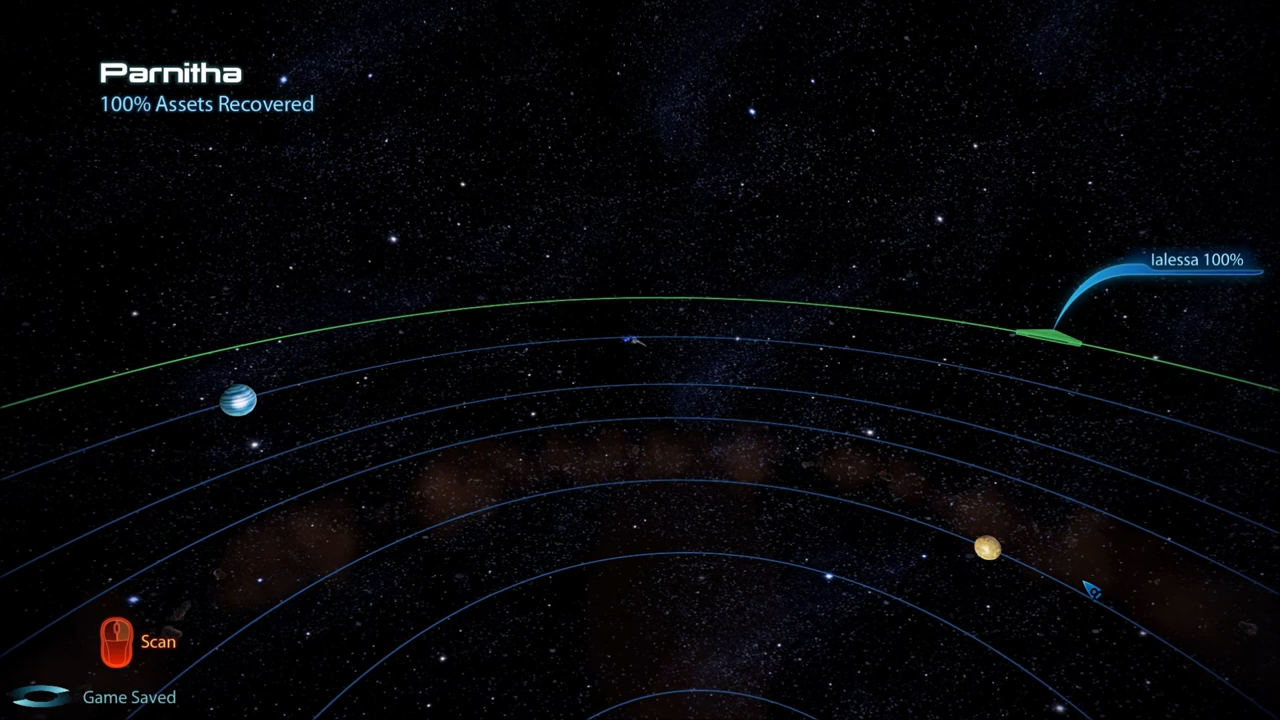 Parnitha
100% Assets Recovered
Ialessa 100%
Scan
Game Saved